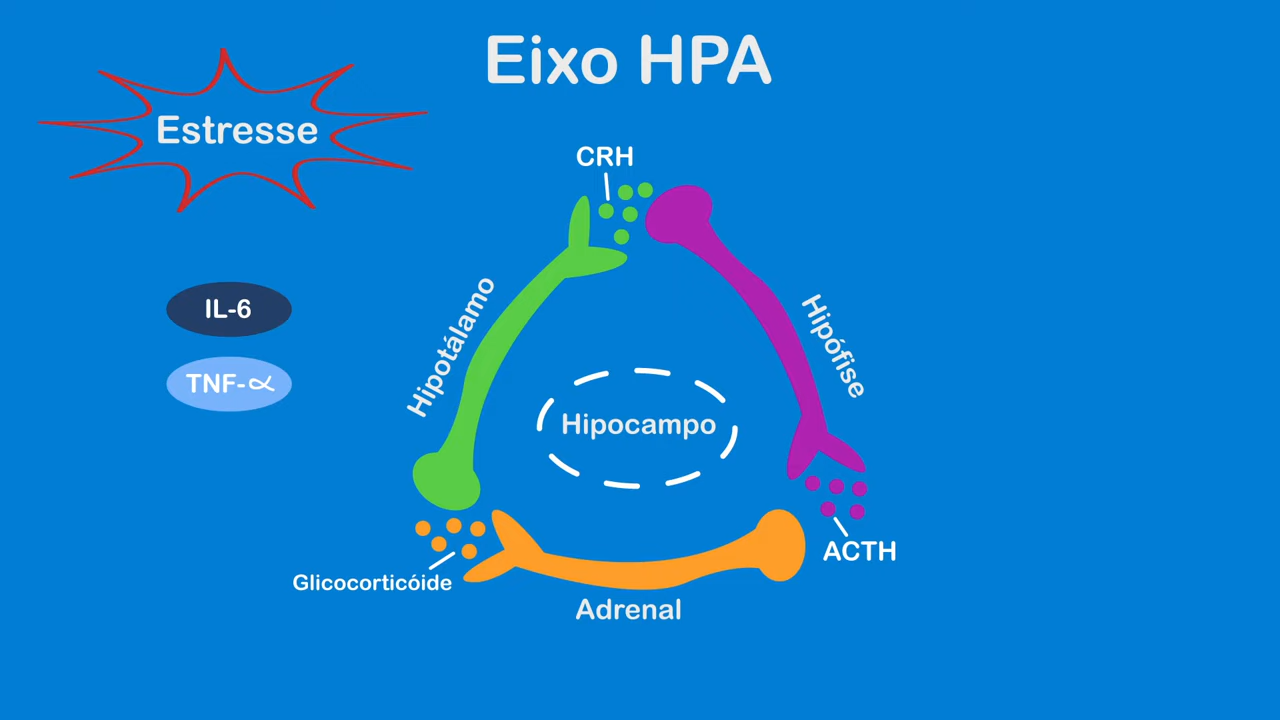 Eixo HPA
Estresse
CRH
Hipotálamo
Hipófise
IL-6
TNF-α
Hipocampo
ACTH
Glicocorticóide
Adrenal